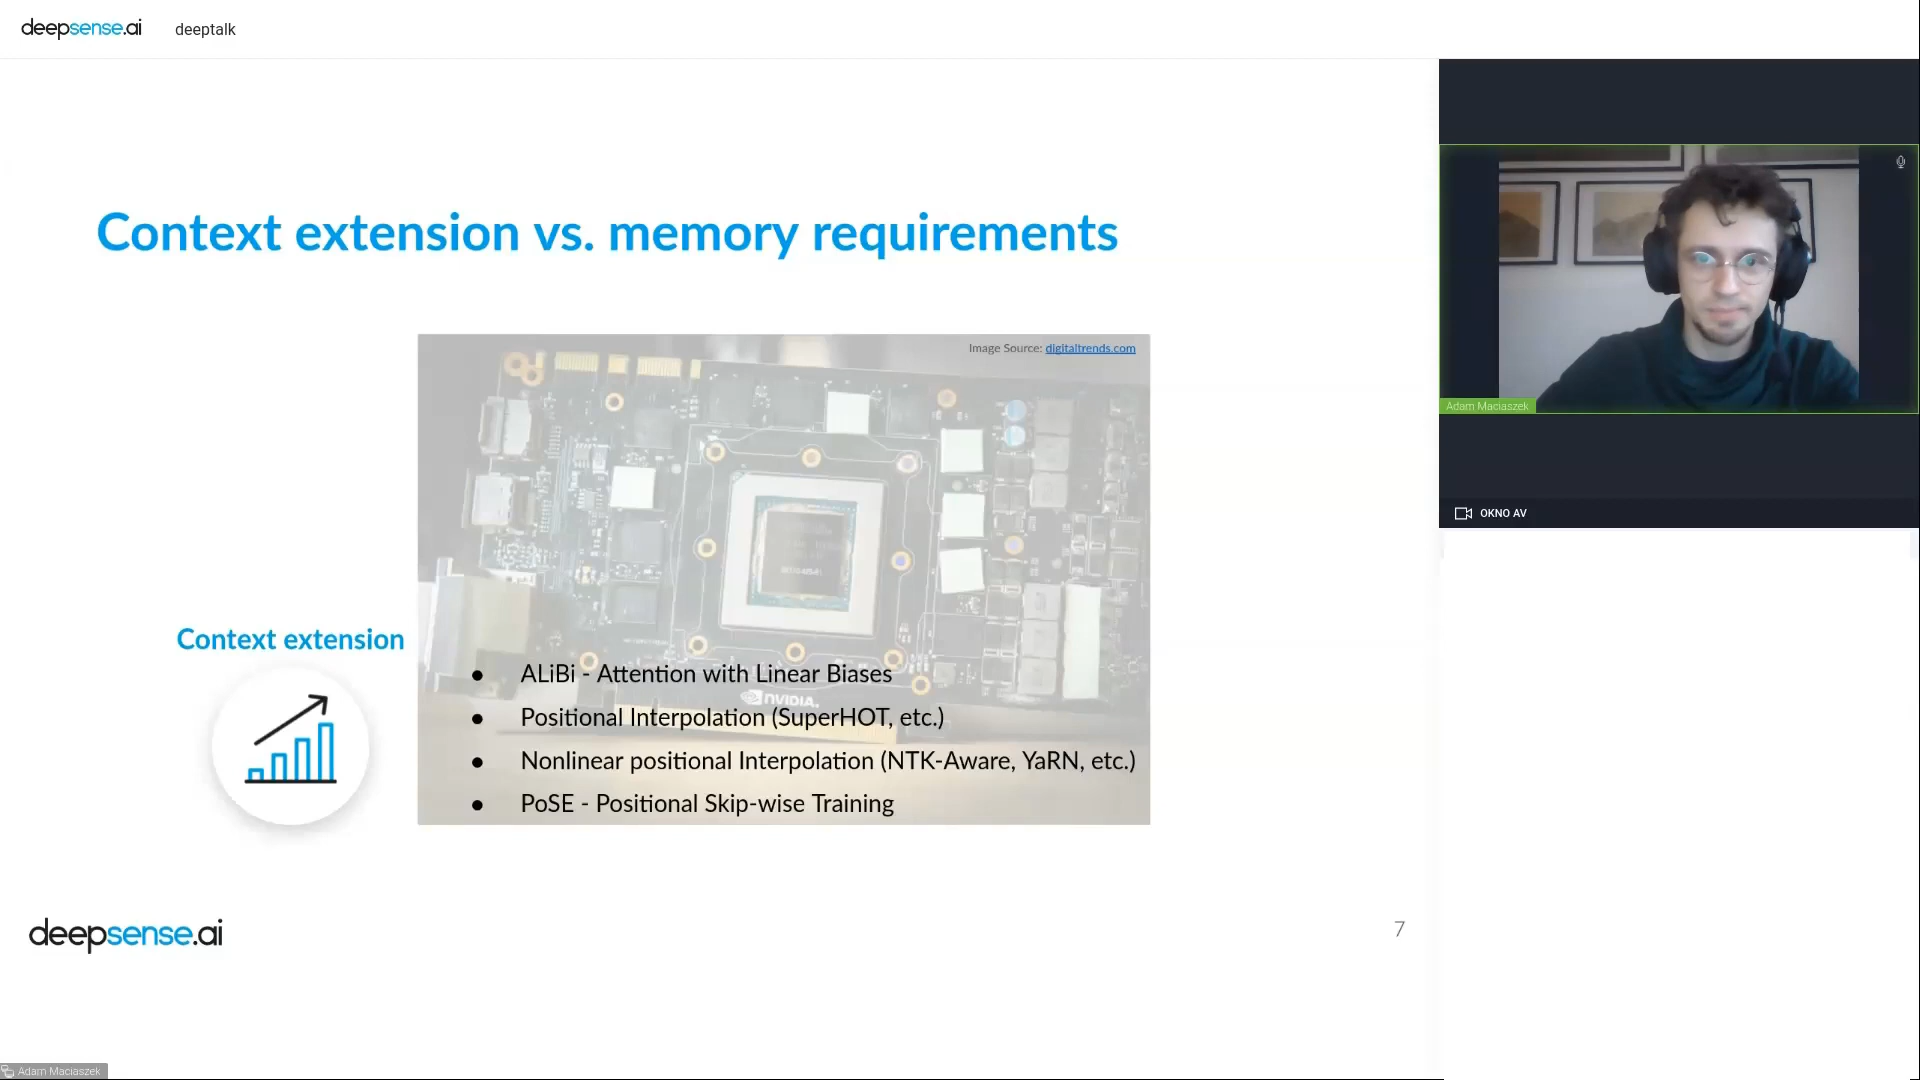 deepsense.ai deeptalk
Context extension vs. memory requirements
Image Source: digitaltrends.com
Adam Maciaszek
OKNO AV
Context extension
NVIDIA.
● ALiBi - Attention with Linear Biases
● Positional Interpolation (SuperHOT, etc.)
● Nonlinear positional Interpolation (NTK-Aware, YaRN, etc.)
● PoSE - Positional Skip-wise Training
deepsense.ai
7
Adam Maciaszek